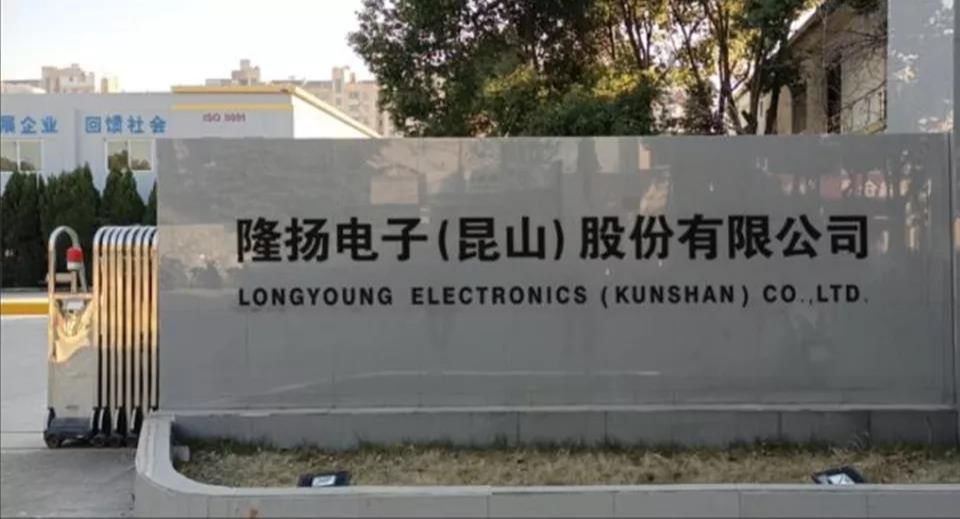 展企业 回馈社会
ISO 9001
隆扬电子(昆山)股份有限公司
LONGYOUNG ELECTRONICS (KUNSHAN) CO.,LTD.